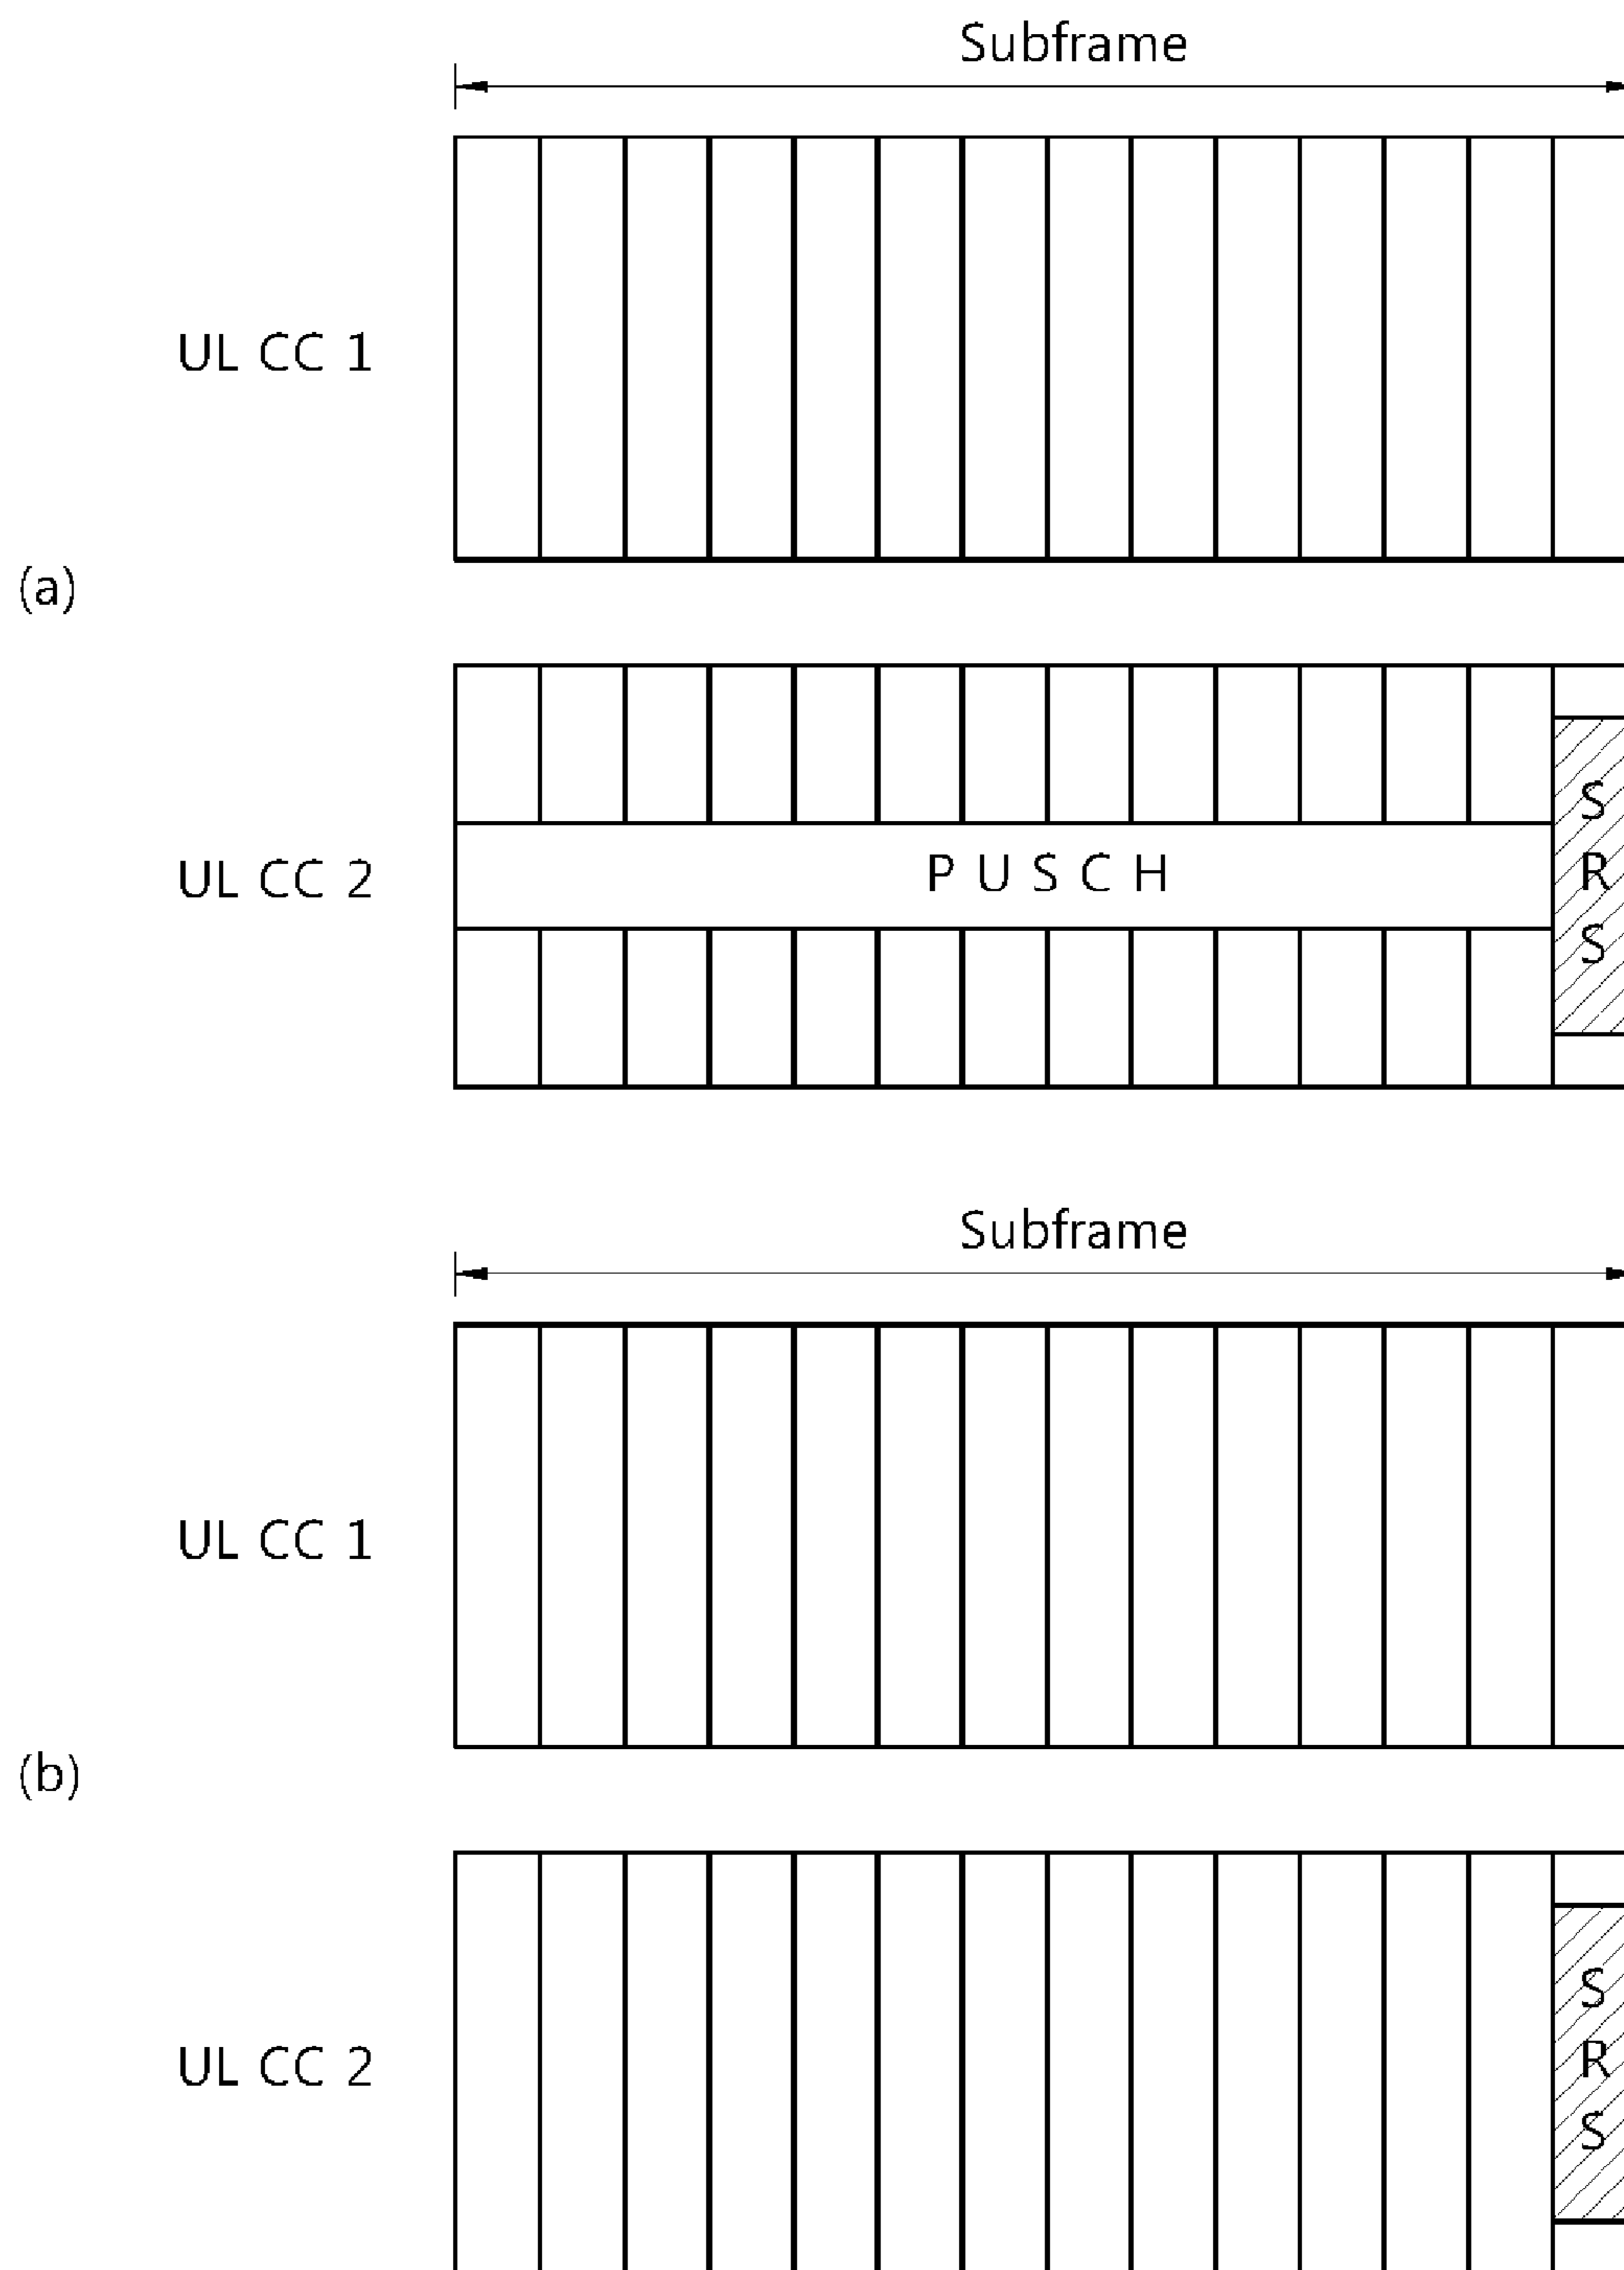 Subframe
UL CC 1
(a)
UL CC 2
P U S C H
S
R
S
Subframe
UL CC 1
(b)
UL CC 2
S
R
S